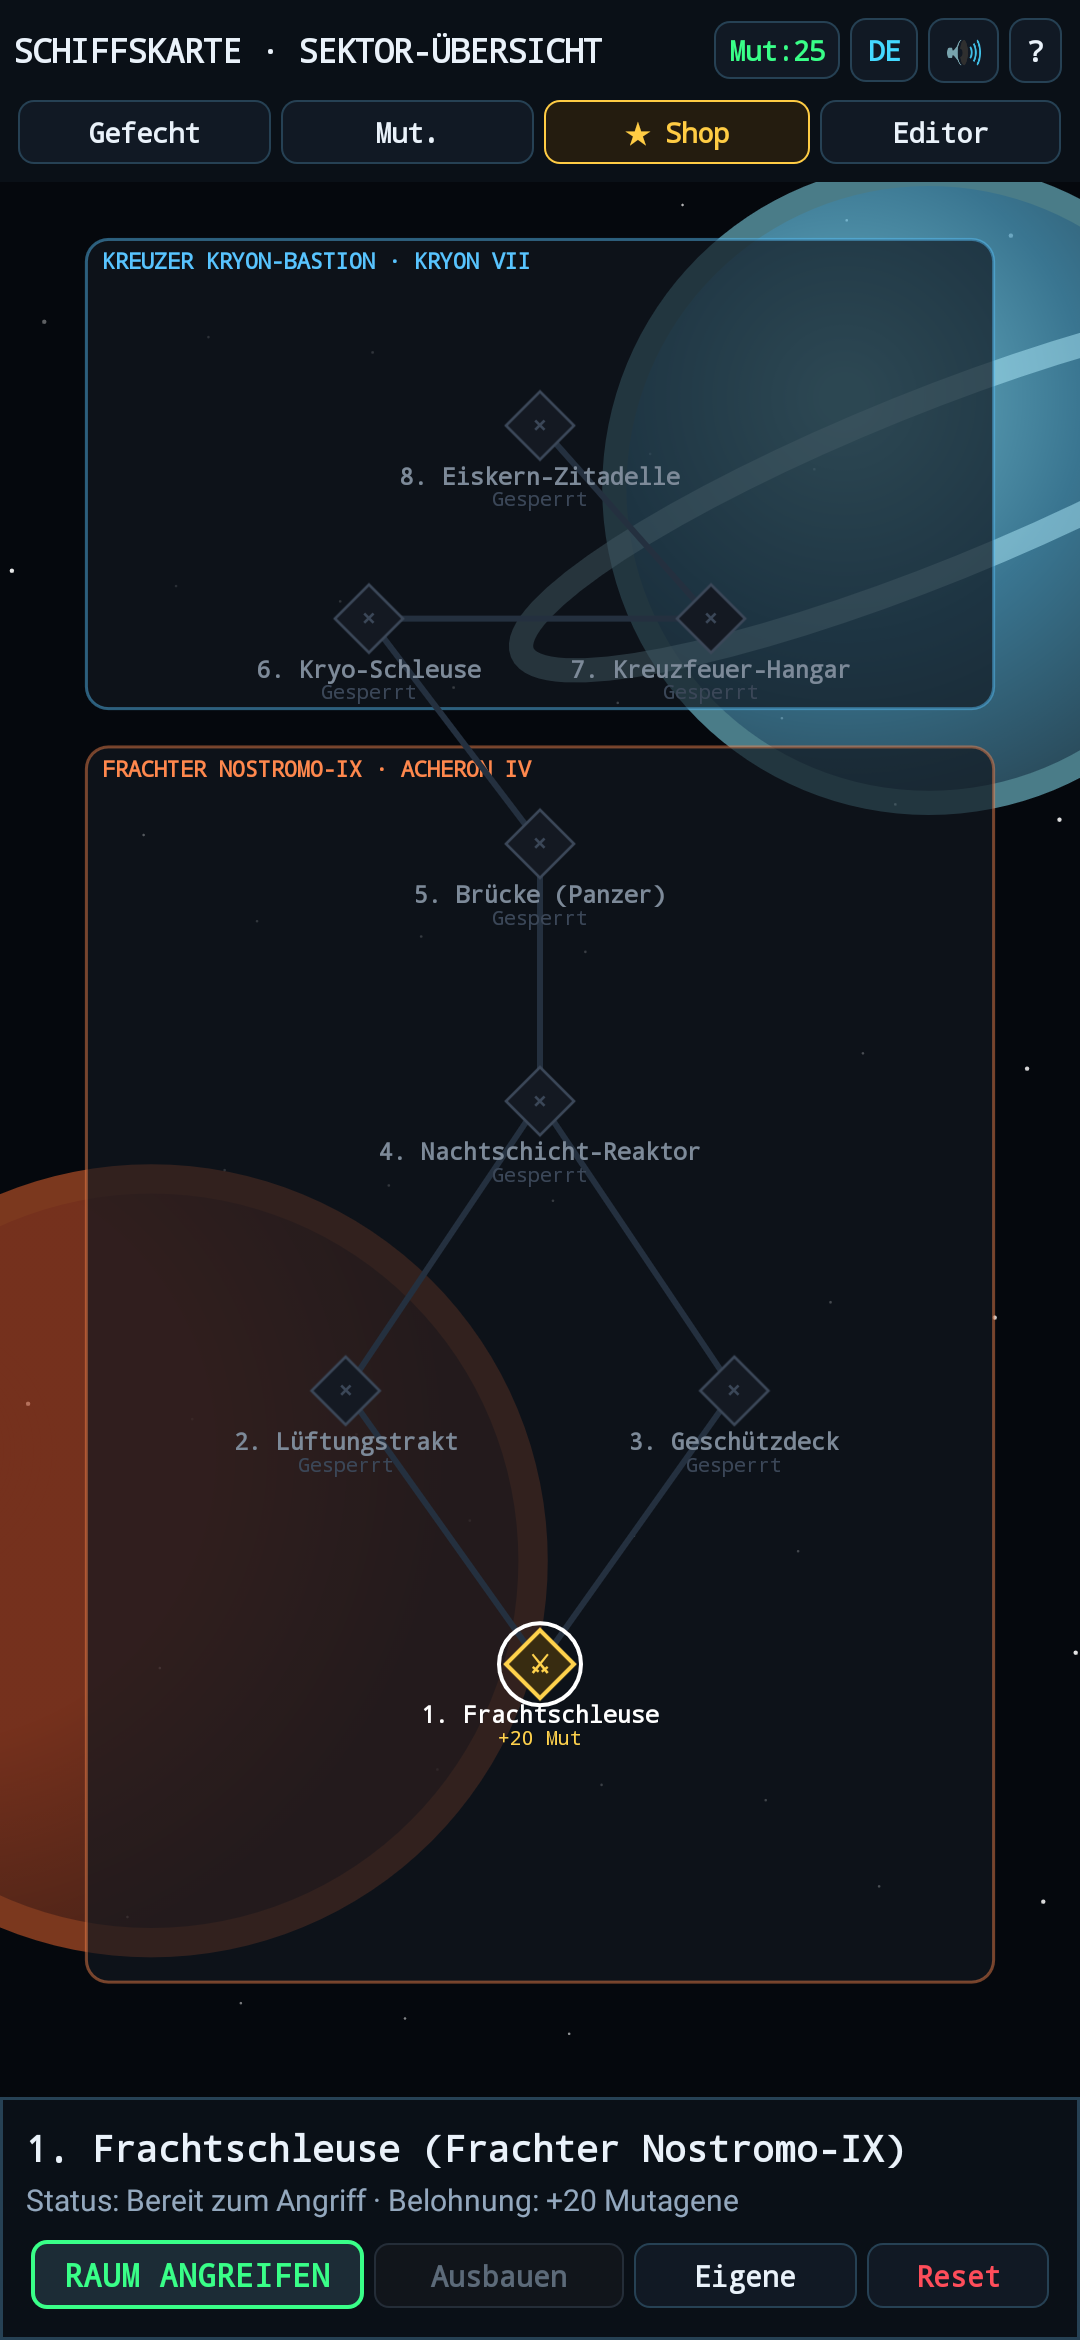 SCHIFFSKARTE · SEKTOR-ÜBERSICHT
Mut:25
DE
?
Gefecht
Mut.
★ Shop
Editor
KREUZER KRYON-BASTION · KRYON VII
8. Eiskern-Zitadelle
Gesperrt
6. Kryo-Schleuse
Gesperrt
7. Kreuzfeuer-Hangar
Gesperrt
FRACHTER NOSTROMO-IX · ACHERON IV
5. Brücke (Panzer)
Gesperrt
4. Nachtschicht-Reaktor
Gesperrt
2. Lüftungstrakt
Gesperrt
3. Geschützdeck
Gesperrt
1. Frachtschleuse
+20 Mut
1. Frachtschleuse (Frachter Nostromo-IX)
Status: Bereit zum Angriff · Belohnung: +20 Mutagene
RAUM ANGREIFEN
Ausbauen
Eigene
Reset